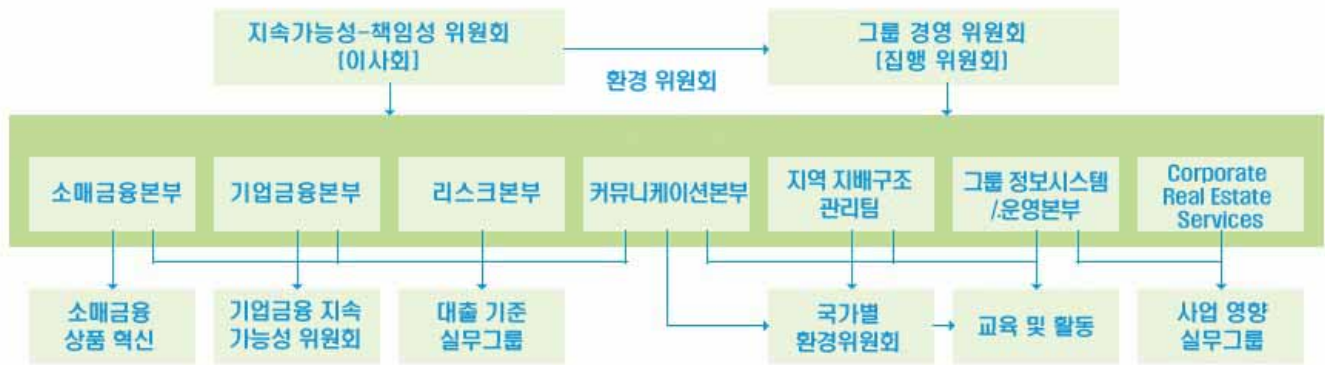 지속가능성-책임성 위원회
[이사회]
그룹 경영 위원회
[집행 위원회]
환경 위원회
소매금융본부
기업금융본부
리스크본부
커뮤니케이션본부
지역 지배구조
관리팀
그룹 정보시스템
/.운영본부
Corporate
Real Estate
Services
소매금융
상품 혁신
기업금융 지속
가능성 위원회
대출 기준
실무그룹
국가별
환경위원회
교육 및 활동
사업 영향
실무그룹